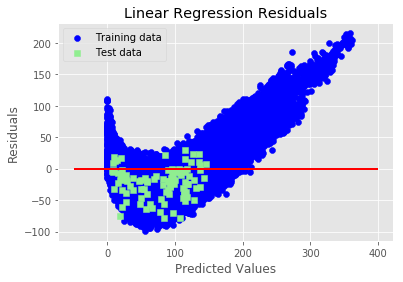 Linear Regression Residuals
Training data
Test data
200
150
100
50
0
−50
−100
Residuals
0 100 200 300 400
Predicted Values